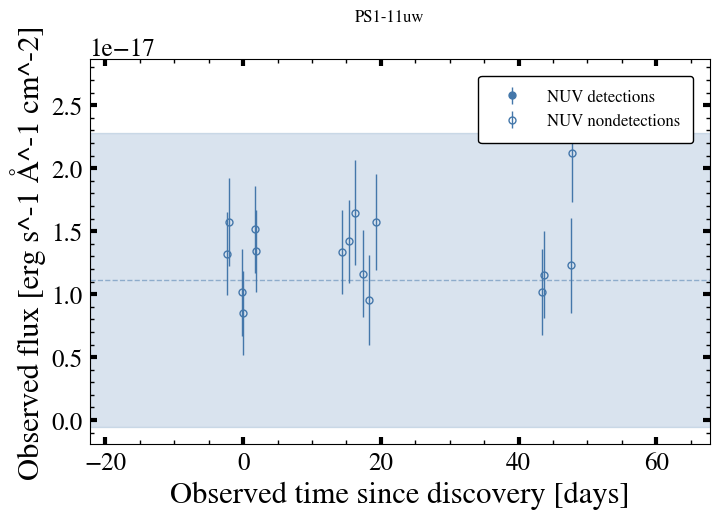 PS1-11uw
1e−17
NUV detections
NUV nondetections
2.5
2.0
1.5
1.0
0.5
0.0
Observed flux [erg s^-1 Å^-1 cm^-2]
−20 0 20 40 60
Observed time since discovery [days]